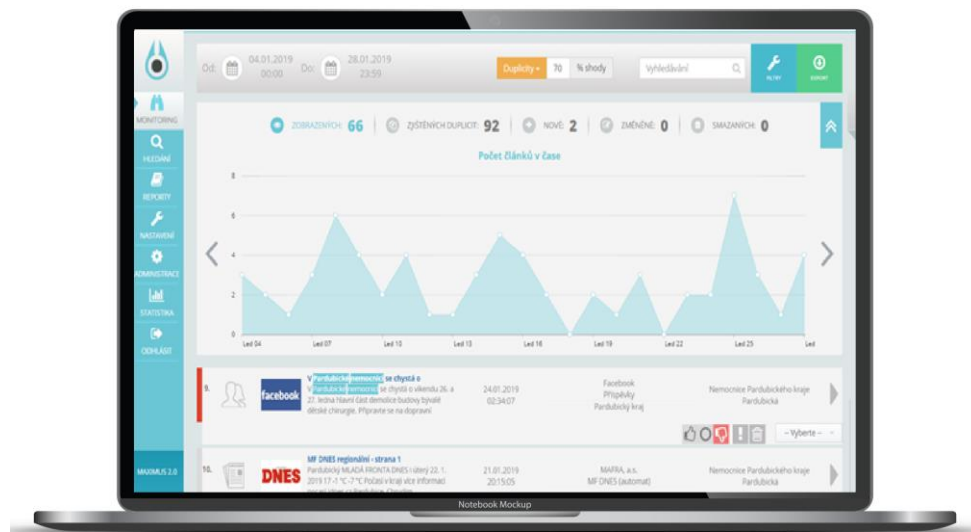 Od: 04.01.2019 00:00 Do: 28.01.2019 23:59 Duplicity 70 % shody Vyhledávání FILTRY EXPORT
MONITORING
HLEDÁNÍ
REPORTY
NASTAVENÍ
ADMINISTRACE
STATISTIKA
ODHLÁSIT
MAXIMUS 2.0
ZOBRAZENÝCH: 66 ZJIŠTĚNÝCH DUPLICIT: 92 NOVÉ: 2 ZMĚNĚNÉ: 0 SMAZANÝCH: 0
Počet článků v čase
8
6
4
2
0
Led 04 Led 07 Led 10 Led 13 Led 16 Led 19 Led 22 Led 25 Led
9.
facebook
V Pardubické nemocnici se chystá o
V Pardubické nemocnici se chystá o víkendu 26. a
27. ledna hlavní část demolice budovy bývalé
dětské chirurgie. Připravte se na dopravní
24.01.2019
02:34:07
Facebook
Příspěvky
Pardubický kraj
Nemocnice Pardubického kraje
Pardubická
-- Vyberte --
10.
DNES
MF DNES regionální - strana 1
Pardubický MLADÁ FRONTA DNES I úterý 22. 1.
2019 17 -1 °C -7 °C Počasí v kraji více informací
21.01.2019
20:15:05
MAFRA, a.s.
MF DNES (automat)
Nemocnice Pardubického kraje
Pardubická
Notebook Mockup